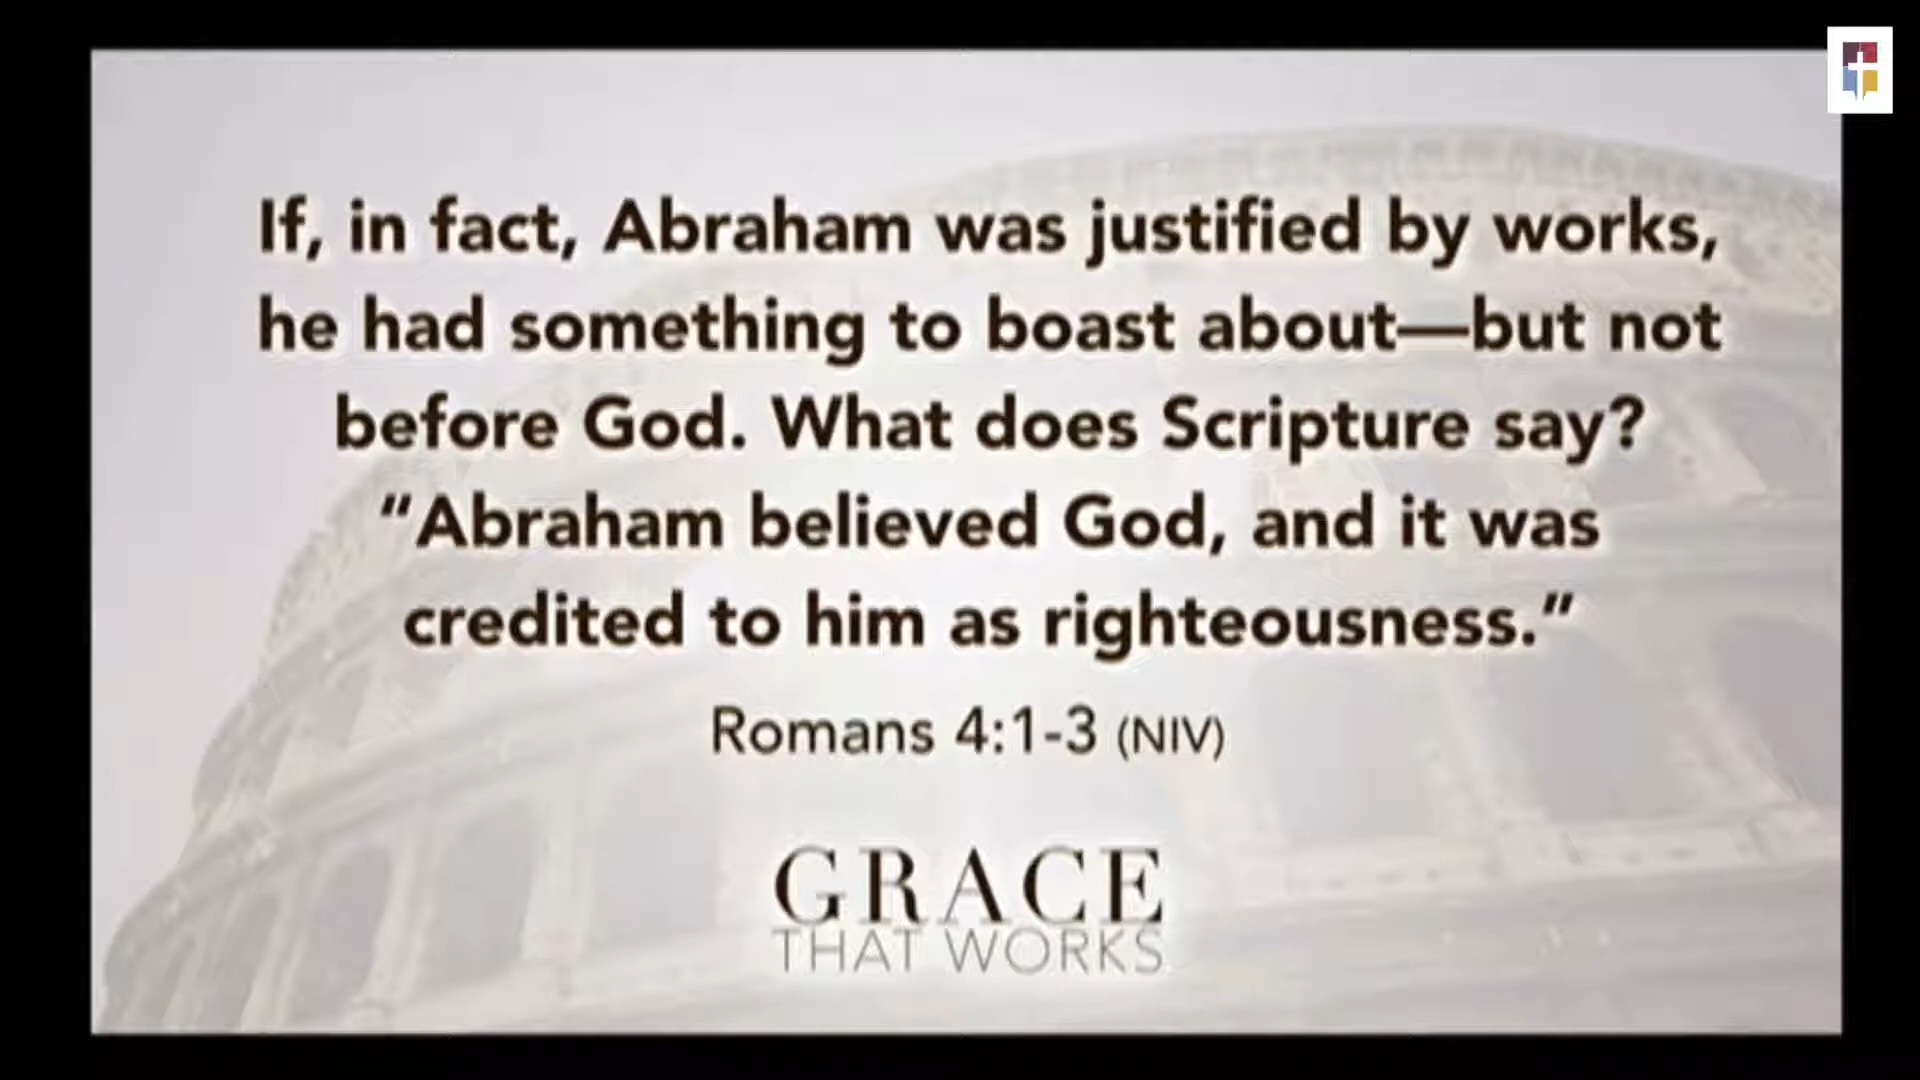 If, in fact, Abraham was justified by works,
he had something to boast about—but not
before God. What does Scripture say?
“Abraham believed God, and it was
credited to him as righteousness.”
Romans 4:1-3 (NIV)
GRACE
THAT WORKS